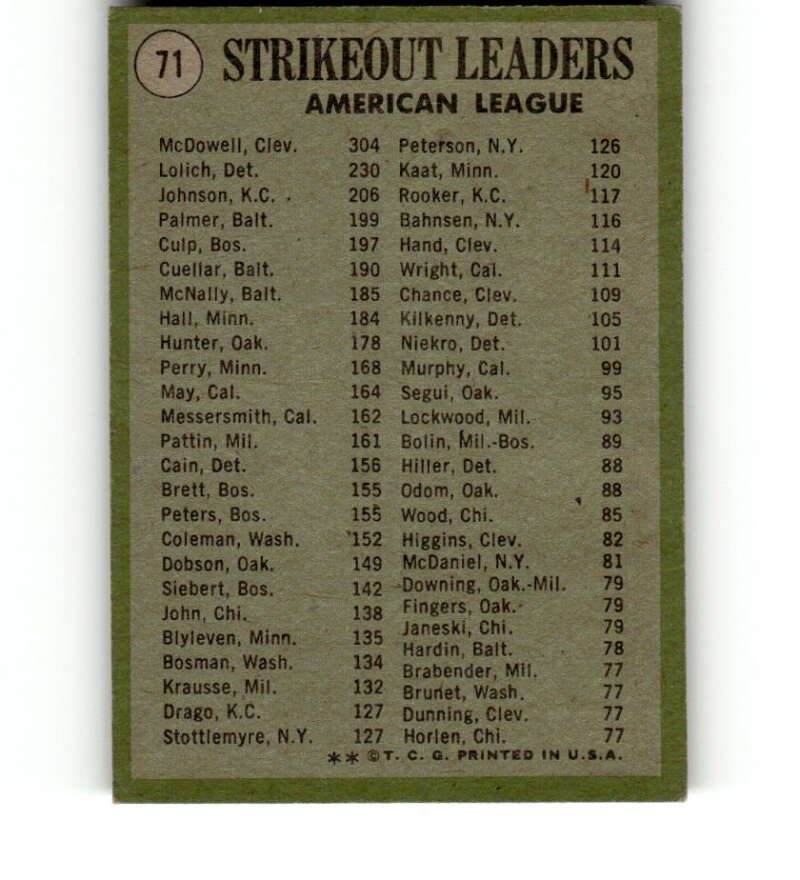 71
STRIKEOUT LEADERS
AMERICAN LEAGUE
McDowell, Clev. 304
Lolich, Det. 230
Johnson, K.C. 206
Palmer, Balt. 199
Culp, Bos. 197
Cuellar, Balt. 190
McNally, Balt. 185
Hall, Minn. 184
Hunter, Oak. 178
Perry, Minn. 168
May, Cal. 164
Messersmith, Cal. 162
Pattin, Mil. 161
Cain, Det. 156
Brett, Bos. 155
Peters, Bos. 155
Coleman, Wash. 152
Dobson, Oak. 149
Siebert, Bos. 142
John, Chi. 138
Blyleven, Minn. 135
Bosman, Wash. 134
Krausse, Mil. 132
Drago, K.C. 127
Stottlemyre, N.Y. 127
Peterson, N.Y. 126
Kaat, Minn. 120
Rooker, K.C. 117
Bahnsen, N.Y. 116
Hand, Clev. 114
Wright, Cal. 111
Chance, Clev. 109
Kilkenny, Det. 105
Niekro, Det. 101
Murphy, Cal. 99
Segui, Oak. 95
Lockwood, Mil. 93
Bolin, Mil.-Bos. 89
Hiller, Det. 88
Odom, Oak. 88
Wood, Chi. 85
Higgins, Clev. 82
McDaniel, N.Y. 81
Downing, Oak.-Mil. 79
Fingers, Oak. 79
Janeski, Chi. 79
Hardin, Balt. 78
Brabender, Mil. 77
Brunet, Wash. 77
Dunning, Clev. 77
Horlen, Chi. 77
** © T. C. G. PRINTED IN U.S.A.